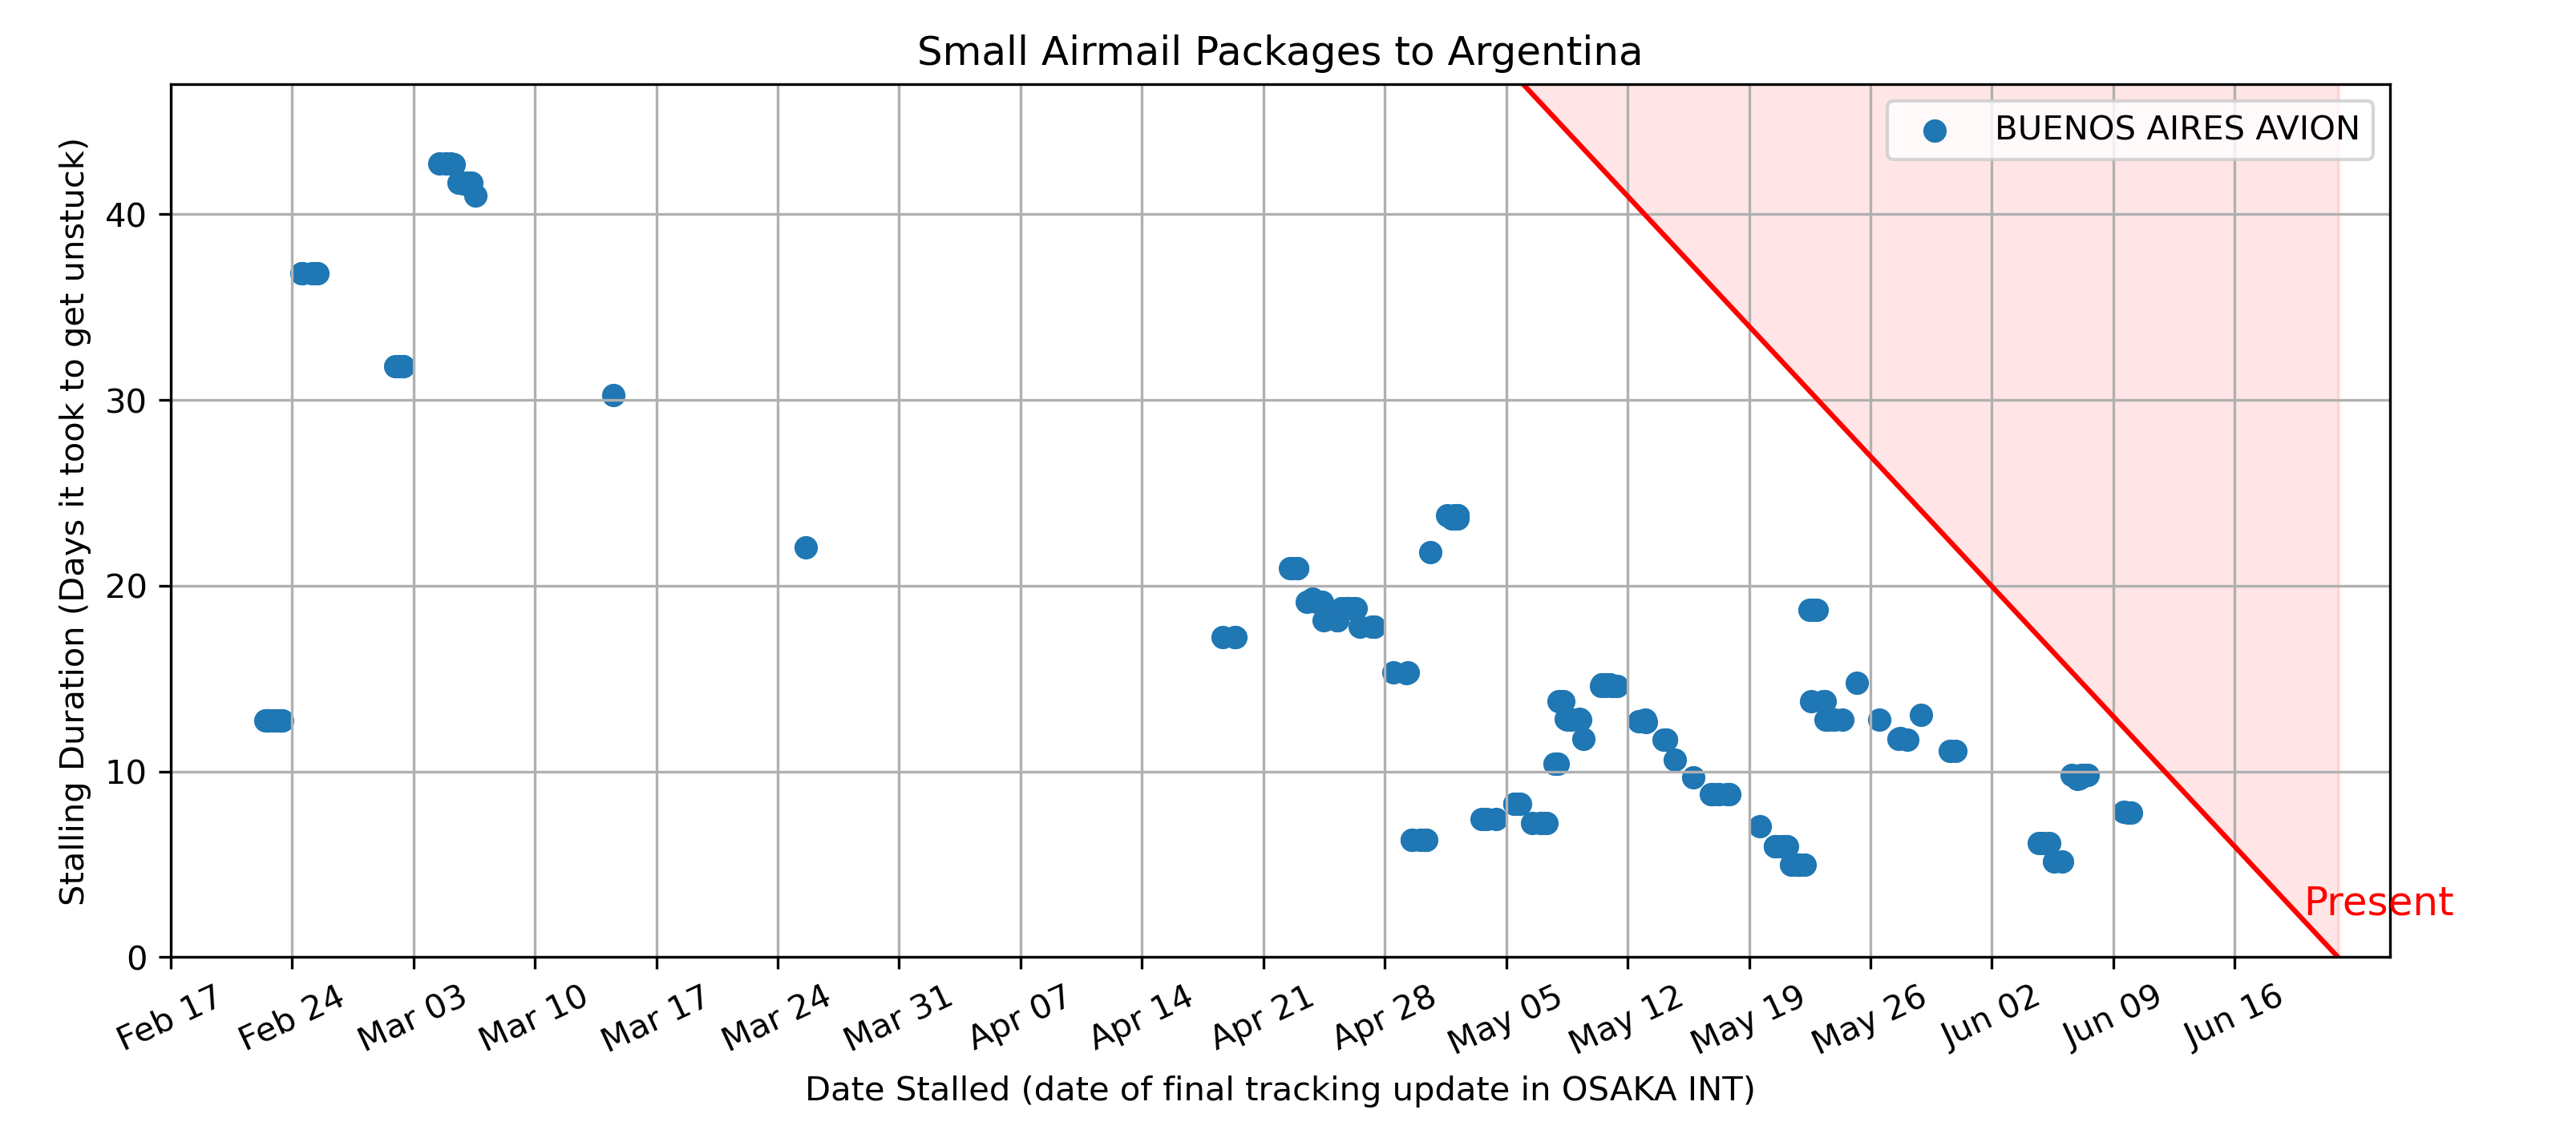 Small Airmail Packages to Argentina
BUENOS AIRES AVION
Stalling Duration (Days it took to get unstuck)
40
30
20
10
0
Present
Feb 17
Feb 24
Mar 03
Mar 10
Mar 17
Mar 24
Mar 31
Apr 07
Apr 14
Apr 21
Apr 28
May 05
May 12
May 19
May 26
Jun 02
Jun 09
Jun 16
Date Stalled (date of final tracking update in OSAKA INT)